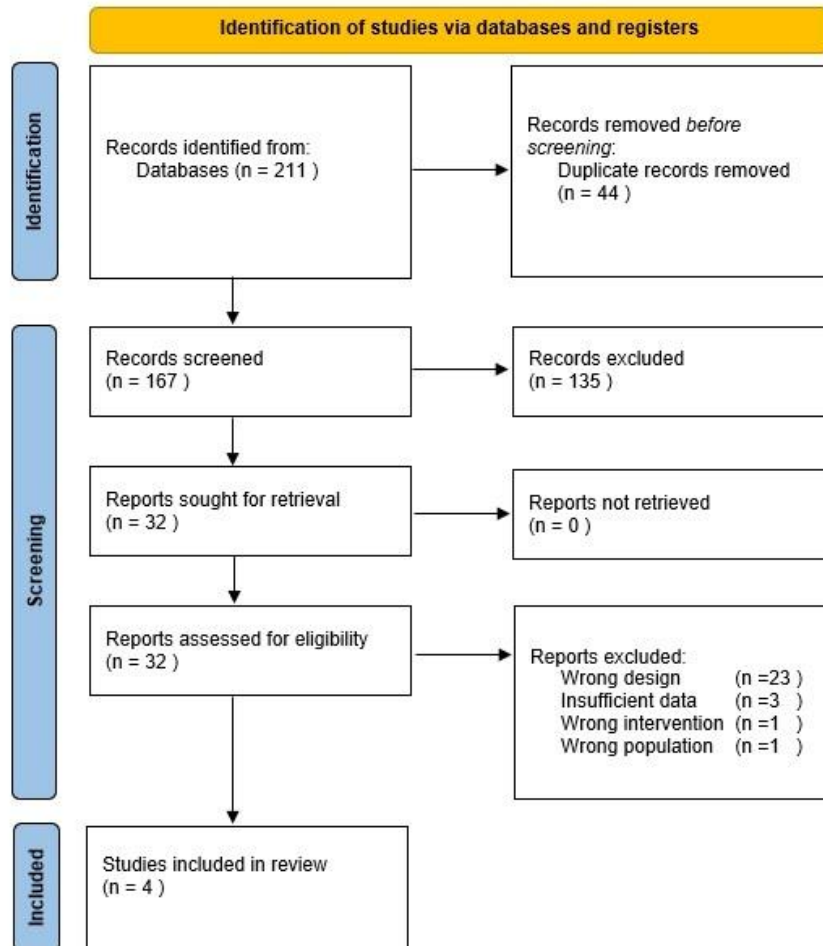 Identification of studies via databases and registers
Identification
Records identified from:
Databases (n = 211 )
Records removed before
screening:
Duplicate records removed
(n = 44 )
Screening
Records screened
(n = 167 )
Records excluded
(n = 135 )
Reports sought for retrieval
(n = 32 )
Reports not retrieved
(n = 0 )
Reports assessed for eligibility
(n = 32 )
Reports excluded:
Wrong design (n =23 )
Insufficient data (n =3 )
Wrong intervention (n =1 )
Wrong population (n =1 )
Included
Studies included in review
(n = 4 )